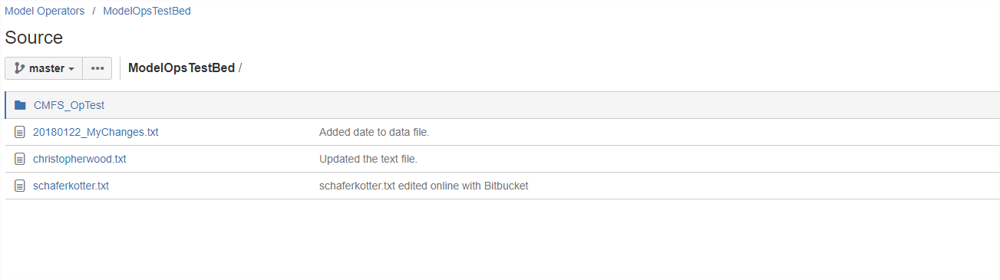 Model Operators / ModelOpsTestBed
Source
master ••• ModelOpsTestBed /
CMFS_OpTest
20180122_MyChanges.txt Added date to data file.
christopherwood.txt Updated the text file.
schaferkotter.txt schaferkotter.txt edited online with Bitbucket